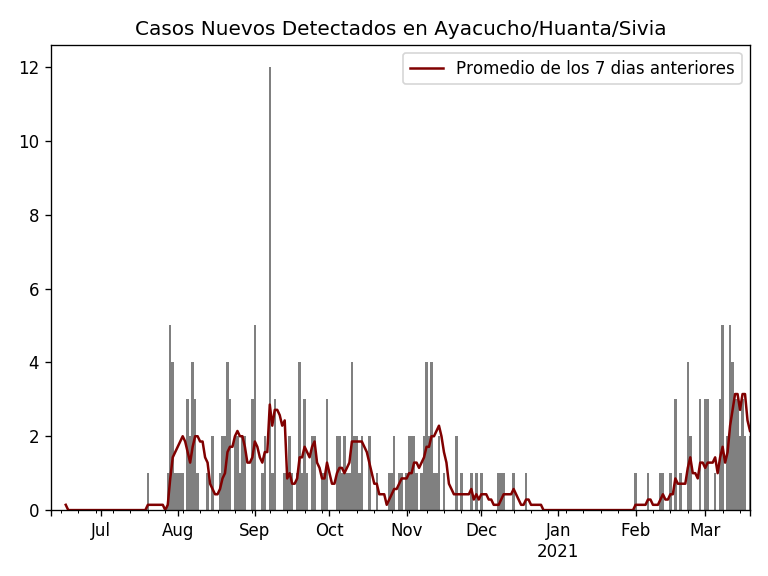 Casos Nuevos Detectados en Ayacucho/Huanta/Sivia
Promedio de los 7 dias anteriores
12
10
8
6
4
2
0
Jul Aug Sep Oct Nov Dec Jan Feb Mar
2021